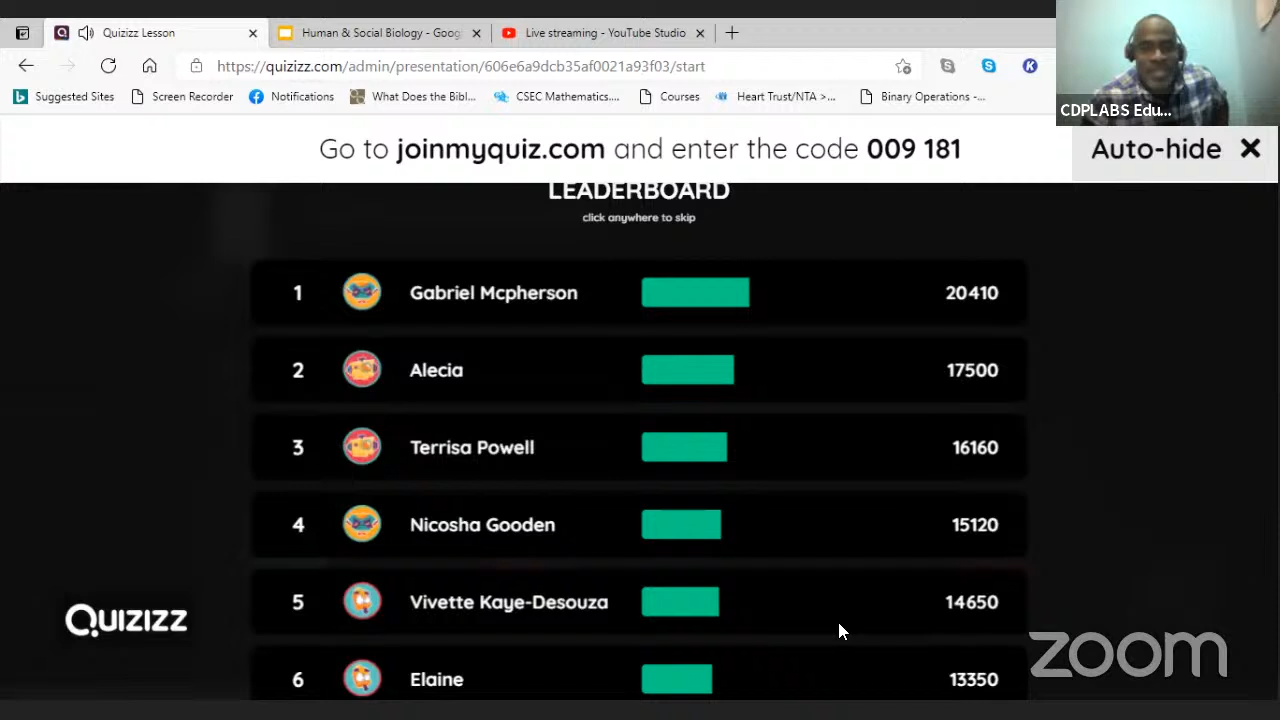 Quizizz Lesson
Human & Social Biology - Goog
Live streaming - YouTube Studio
https://quizizz.com/admin/presentation/606e6a9dcb35af0021a93f03/start
Suggested Sites
Screen Recorder
Notifications
What Does the Bibl...
CSEC Mathematics....
Courses
Heart Trust/NTA >...
Binary Operations -...
CDPLABS Edu...
Go to joinmyquiz.com and enter the code 009 181
Auto-hide
LEADERBOARD
click anywhere to skip
1 Gabriel Mcpherson 20410
2 Alecia 17500
3 Terrisa Powell 16160
4 Nicosha Gooden 15120
5 Vivette Kaye-Desouza 14650
6 Elaine 13350
QUIZIZZ
zoom